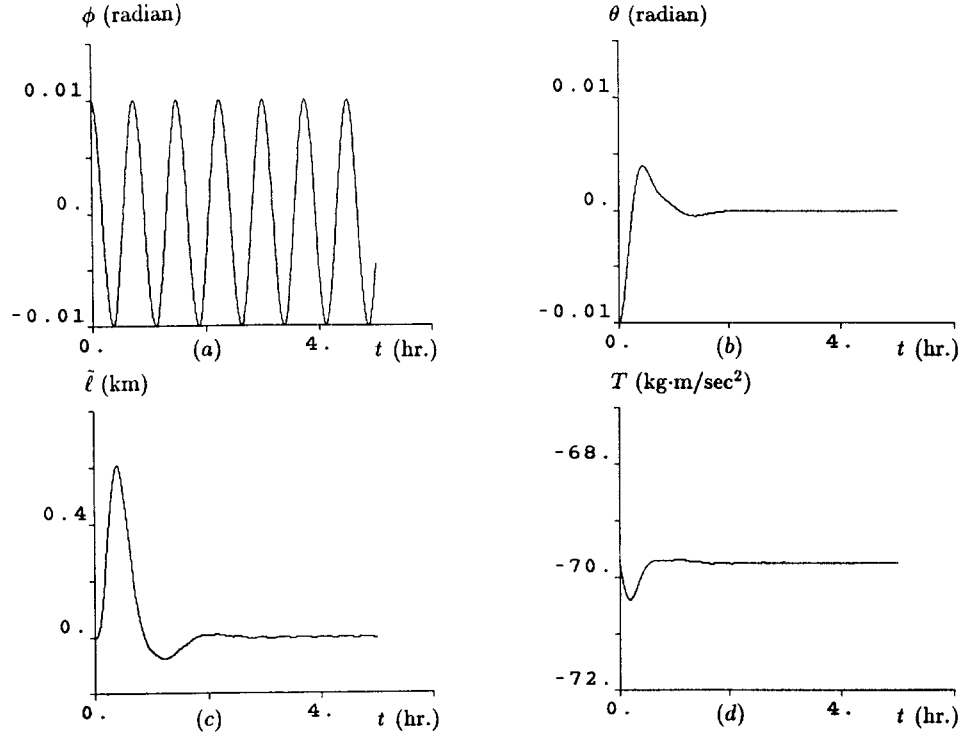 ϕ (radian)
0.01
0.
-0.01
0.
(a)
4.
t (hr.)
θ (radian)
0.01
0.
-0.01
0.
(b)
4.
t (hr.)
ℓ̃ (km)
0.4
0.
0.
(c)
4.
t (hr.)
T (kg·m/sec²)
-68.
-70.
-72.
0.
(d)
4.
t (hr.)